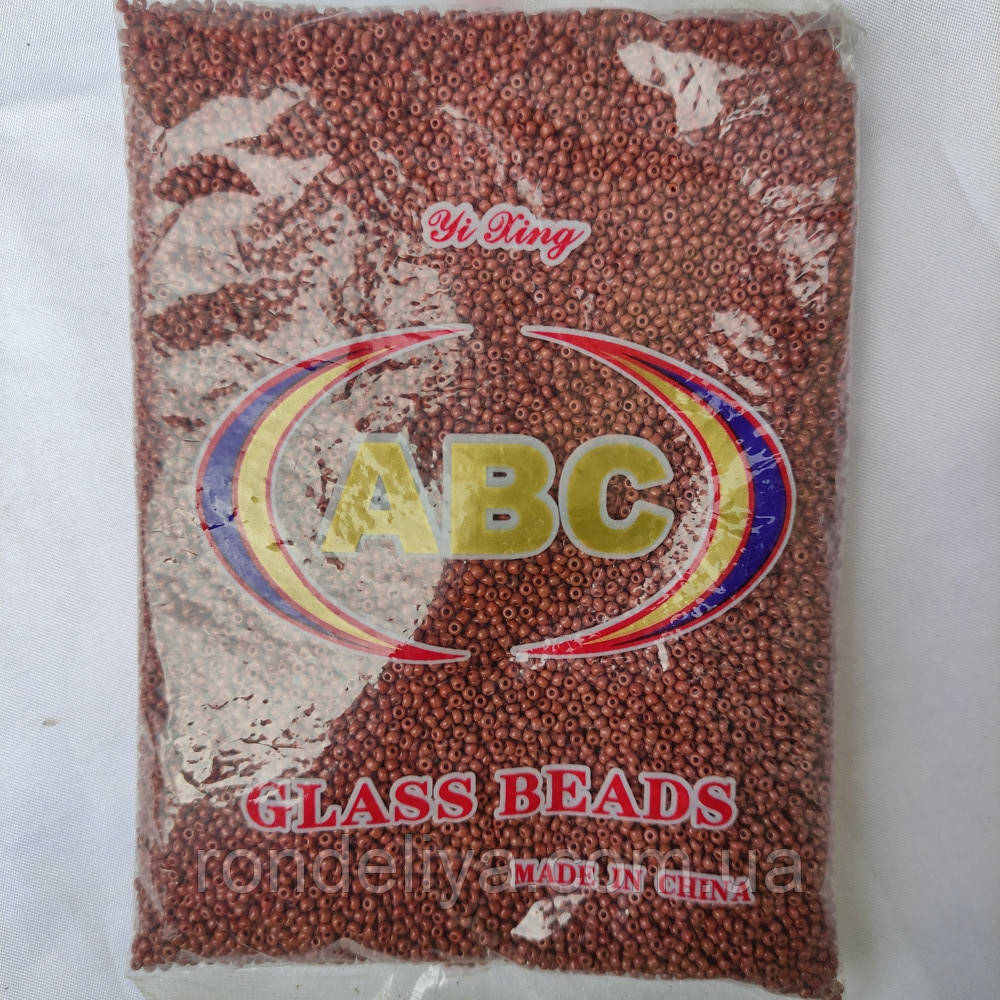 Yi Xing
ABC
GLASS BEADS
rondeliya.com.ua
MADE IN CHINA